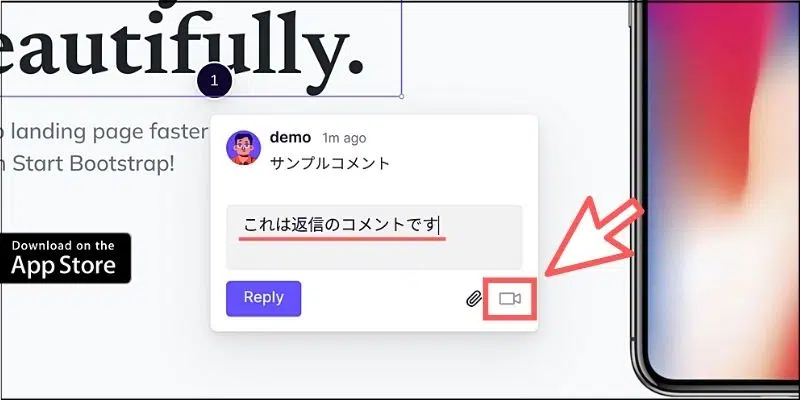 eautifully.
1
landing page faster
Start Bootstrap!
demo 1m ago
サンプルコメント
これは返信のコメントです
Download on the
App Store
Reply